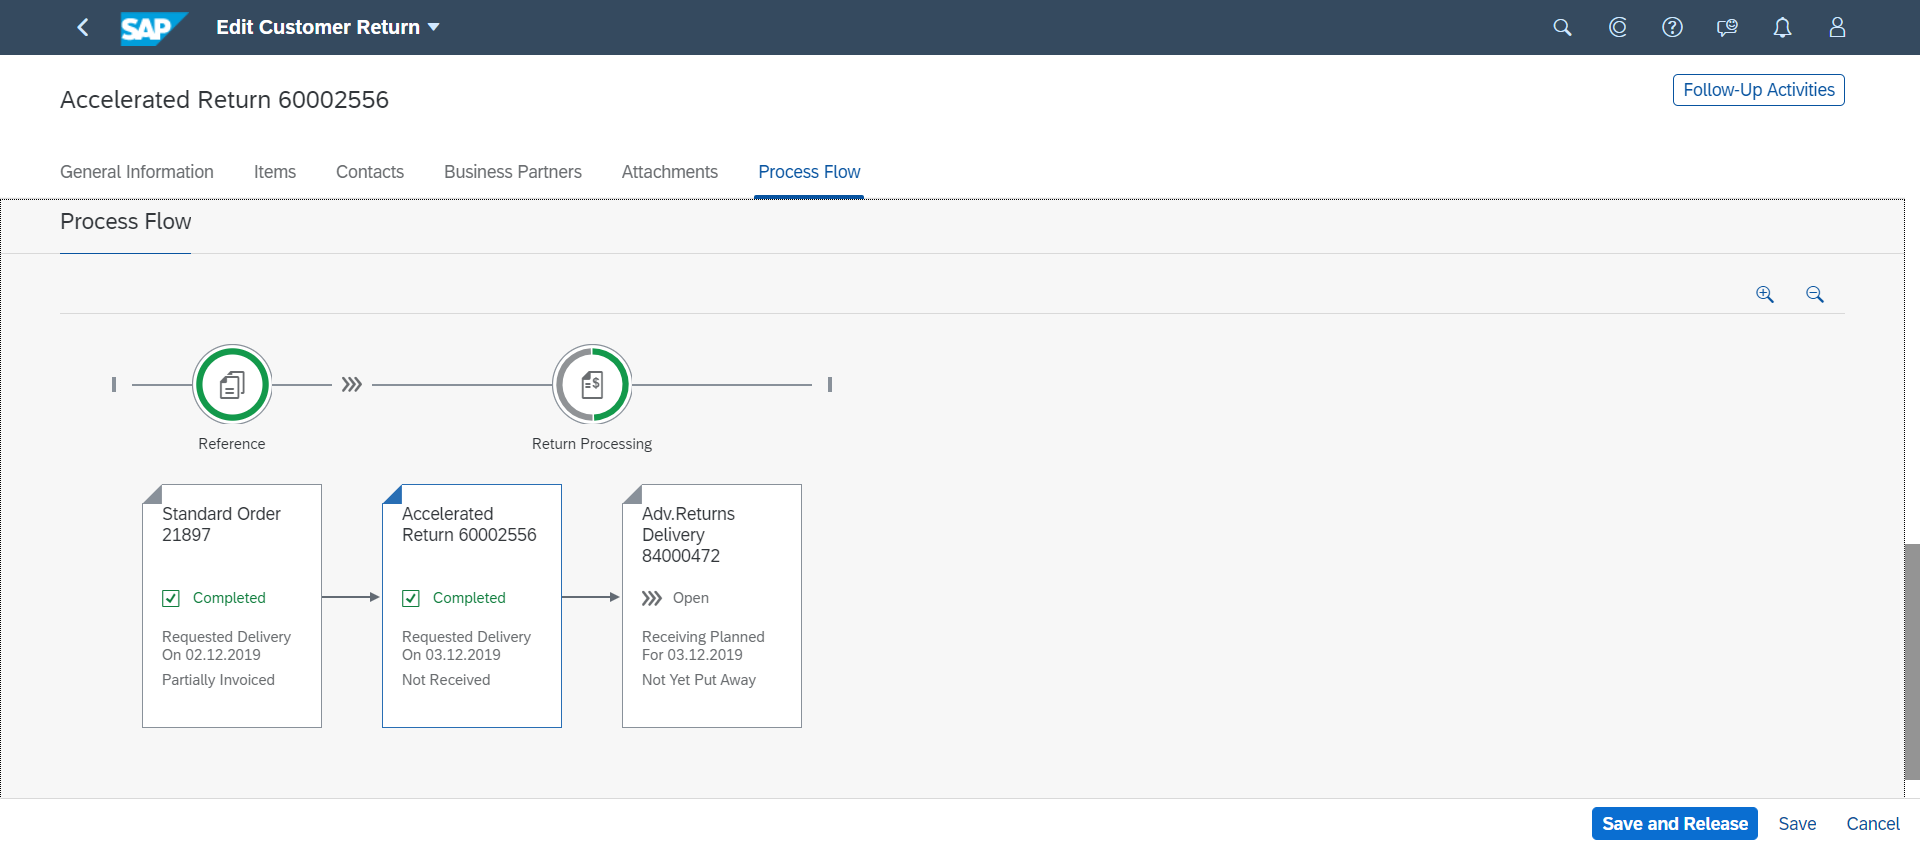 SAP Edit Customer Return
Accelerated Return 60002556
Follow-Up Activities
General Information Items Contacts Business Partners Attachments Process Flow
Process Flow
Reference
Return Processing
Standard Order
21897
Completed
Requested Delivery
On 02.12.2019
Partially Invoiced
Accelerated
Return 60002556
Completed
Requested Delivery
On 03.12.2019
Not Received
Adv.Returns
Delivery
84000472
Open
Receiving Planned
For 03.12.2019
Not Yet Put Away
Save and Release Save Cancel